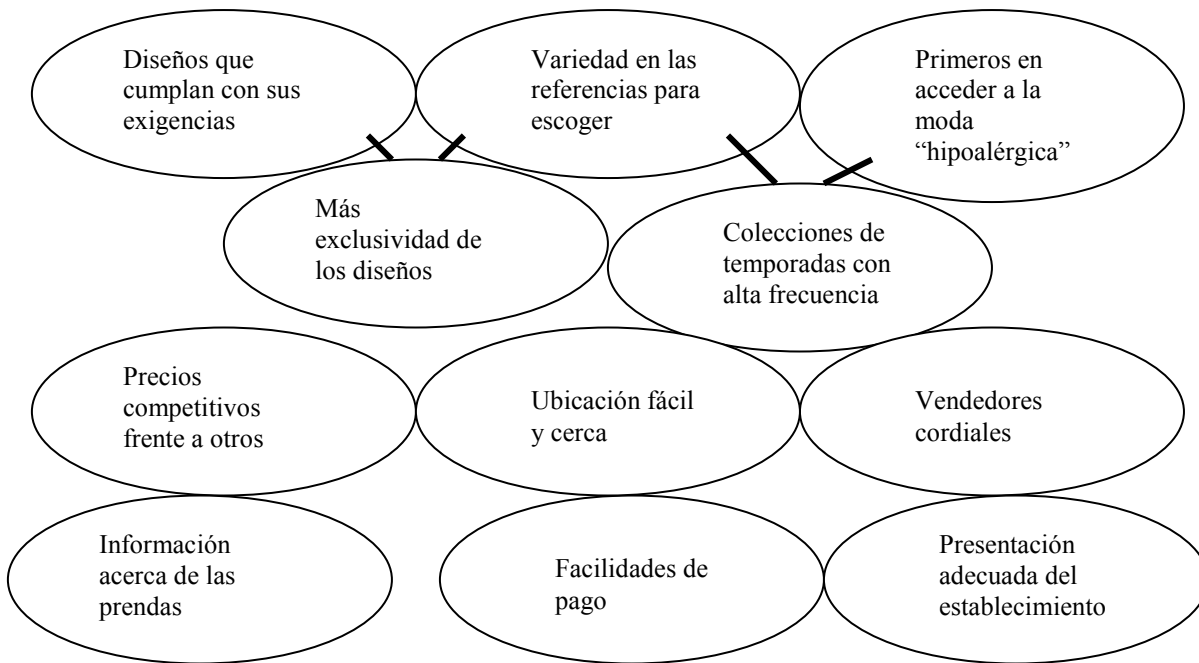 Diseños que
cumplan con sus
exigencias
Variedad en las
referencias para
escoger
Primeros en
acceder a la
moda
“hipoalérgica”
Más
exclusividad de
los diseños
Colecciones de
temporadas con
alta frecuencia
Precios
competitivos
frente a otros
Ubicación fácil
y cerca
Vendedores
cordiales
Información
acerca de las
prendas
Facilidades de
pago
Presentación
adecuada del
establecimiento